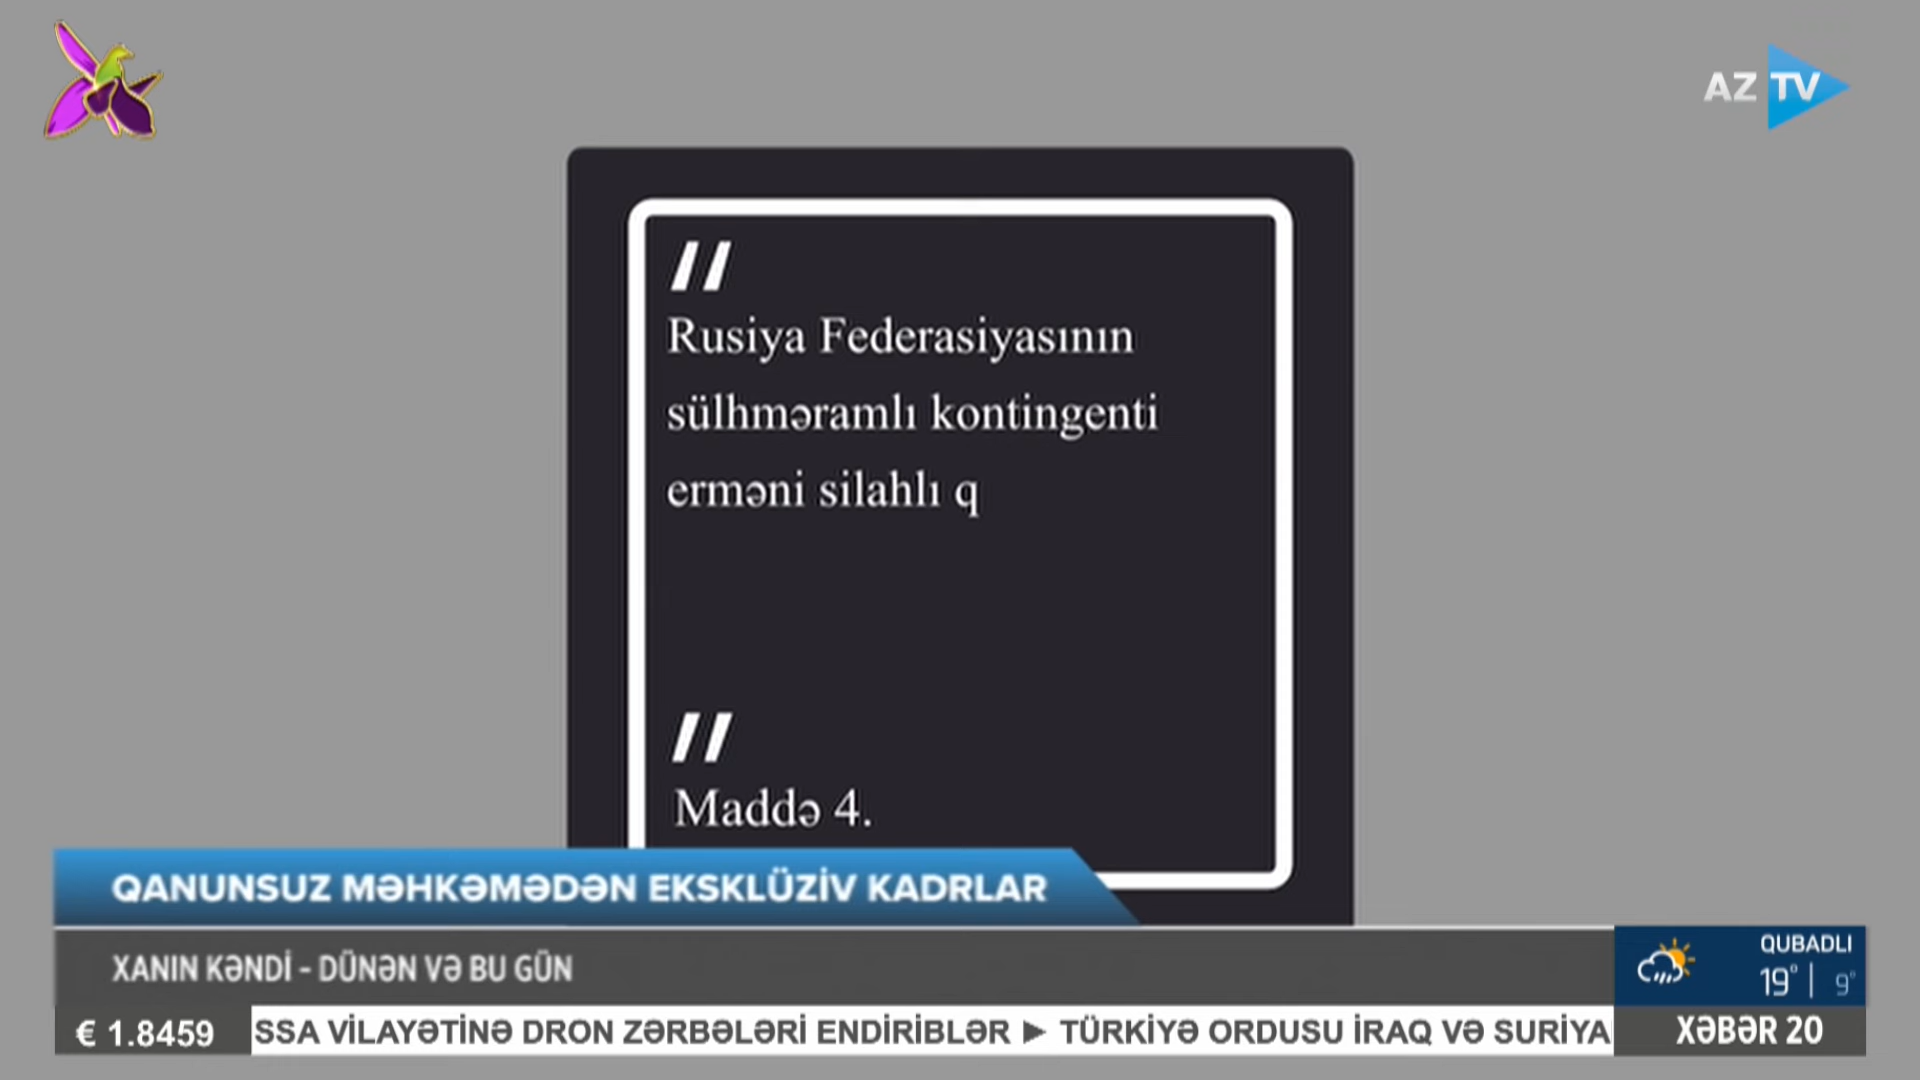 AZ TV
Rusiya Federasiyasının
sülhməramlı kontingenti
erməni silahlı q
Maddə 4.
QANUNSUZ MƏHKƏMƏDƏN EKSKLÜZİV KADRLAR
XANIN KƏNDİ - DÜNƏN VƏ BU GÜN
QUBADLI
19° | 9°
€ 1.8459
SSA VİLAYƏTİNƏ DRON ZƏRBƏLƏRİ ENDİRİBLƏR ► TÜRKİYƏ ORDUSU İRAQ VƏ SURİYA
XƏBƏR 20